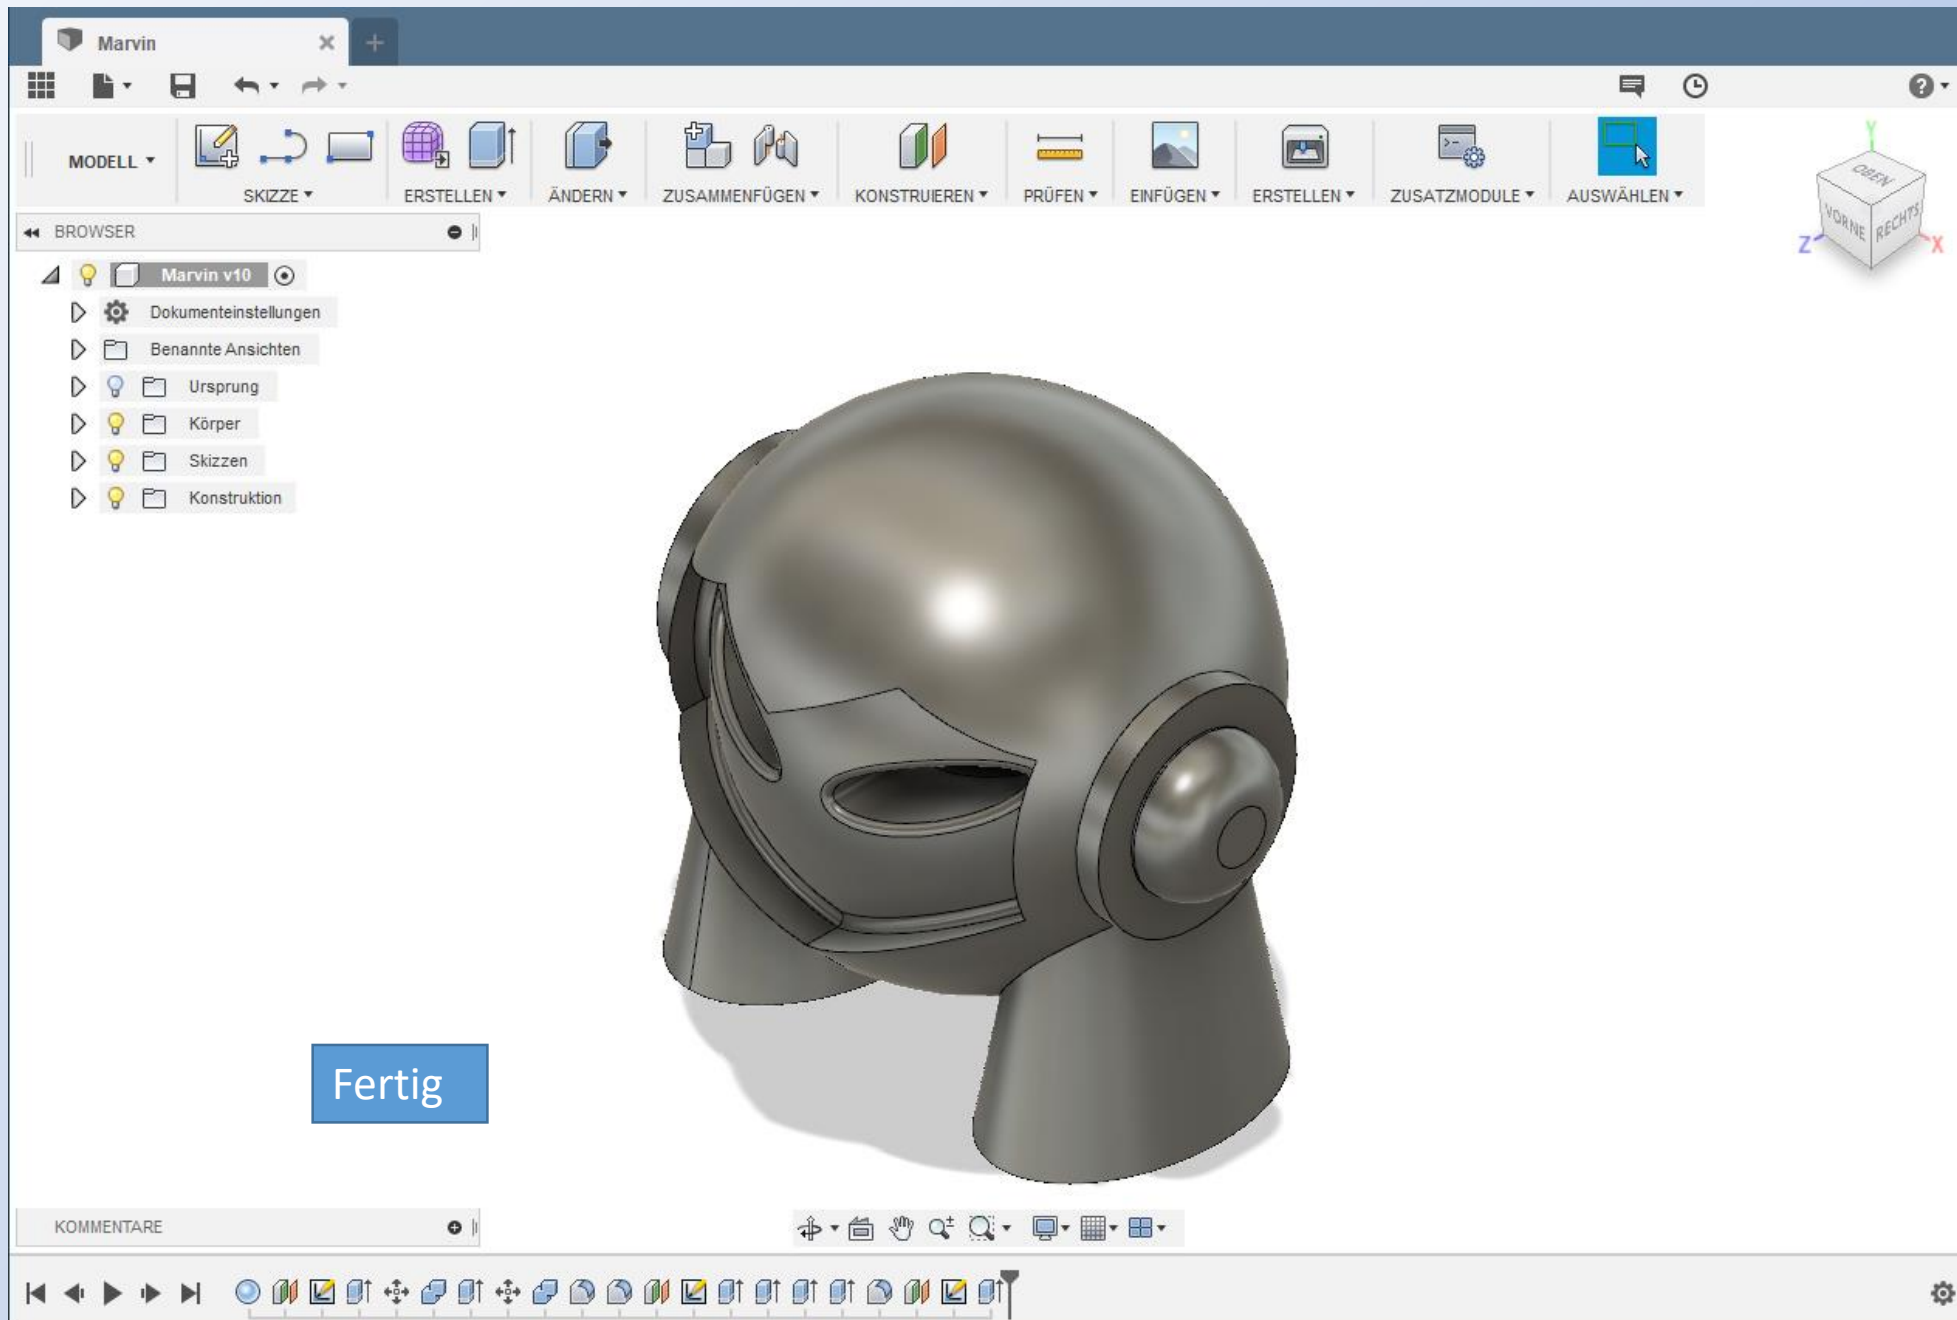 Marvin
MODELL
SKIZZE
ERSTELLEN
ÄNDERN
ZUSAMMENFÜGEN
KONSTRUIEREN
PRÜFEN
EINFÜGEN
ERSTELLEN
ZUSATZMODULE
AUSWÄHLEN
Y
OBEN
VORNE
RECHTS
Z
X
BROWSER
Marvin v10
Dokumenteinstellungen
Benannte Ansichten
Ursprung
Körper
Skizzen
Konstruktion
Fertig
KOMMENTARE